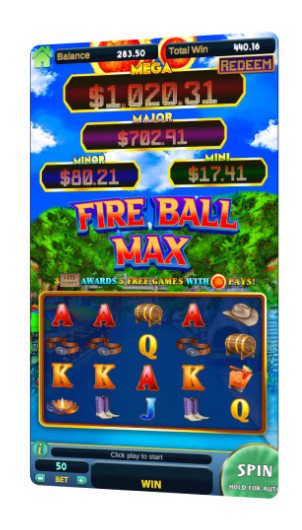 Balance 283.50 Total Win 440.16
REDEEM
MEGA
$1,020.31
MAJOR
$702.91
MINOR MINI
$80.21 $17.41
FIRE BALL
MAX
3 AWARDS 5 FREE GAMES WITH PAYS!
A A A
Q
K K A K
J Q
Click play to start
50
BET
WIN
SPIN
HOLD FOR AUT